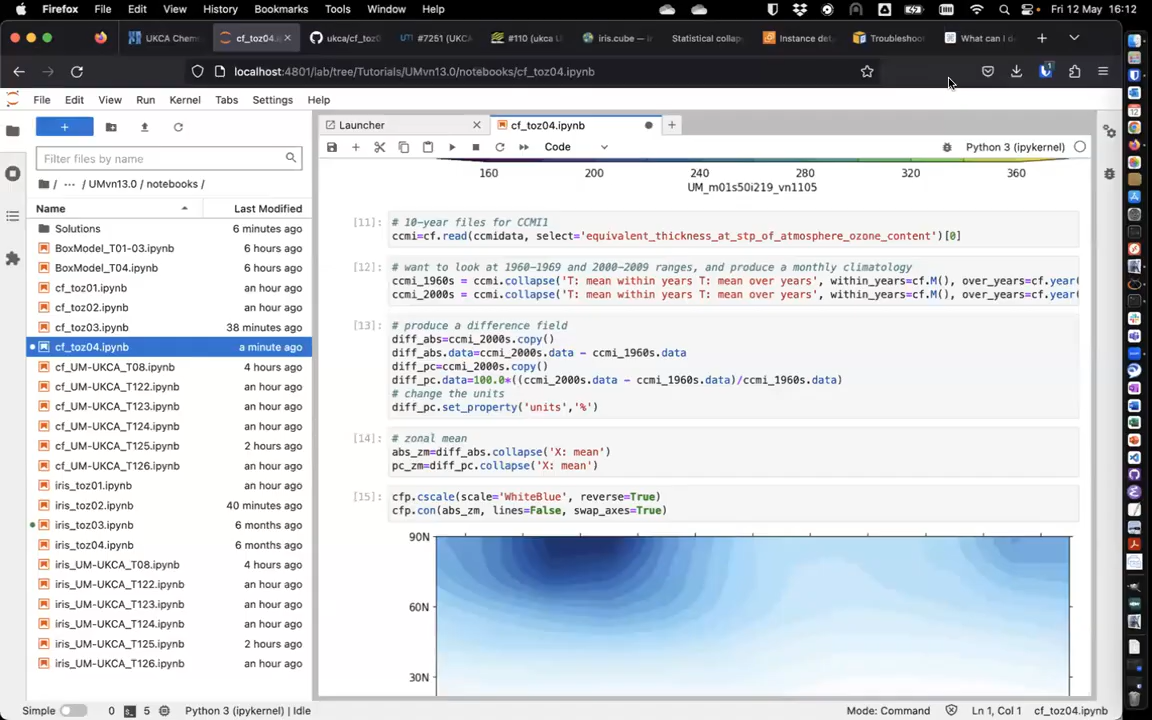 Firefox File Edit View History Bookmarks Tools Window Help Fri 12 May 16:12
UKCA Chem cf_toz04. × ukca/cf_toz0 #7251 (UKC #110 (ukca iris.cube — i Statistical collap Instance det Troubleshoo What can I d
localhost:4801/lab/tree/Tutorials/UMvn13.0/notebooks/cf_toz04.ipynb
File Edit View Run Kernel Tabs Settings Help
Launcher
cf_toz04.ipynb
Code
Python 3 (ipykernel)
Filter files by name
/ ··· / UMvn13.0 / notebooks /
Name Last Modified
Solutions 6 minutes ago
BoxModel_T01-03.ipynb 6 hours ago
BoxModel_T04.ipynb 6 hours ago
cf_toz01.ipynb an hour ago
cf_toz02.ipynb an hour ago
cf_toz03.ipynb 38 minutes ago
cf_toz04.ipynb a minute ago
cf_UM-UKCA_T08.ipynb 4 hours ago
cf_UM-UKCA_T122.ipynb an hour ago
cf_UM-UKCA_T123.ipynb an hour ago
cf_UM-UKCA_T124.ipynb an hour ago
cf_UM-UKCA_T125.ipynb 2 hours ago
cf_UM-UKCA_T126.ipynb an hour ago
iris_toz01.ipynb an hour ago
iris_toz02.ipynb 40 minutes ago
iris_toz03.ipynb 6 months ago
iris_toz04.ipynb 6 months ago
iris_UM-UKCA_T08.ipynb 4 hours ago
iris_UM-UKCA_T122.ipynb an hour ago
iris_UM-UKCA_T123.ipynb an hour ago
iris_UM-UKCA_T124.ipynb an hour ago
iris_UM-UKCA_T125.ipynb 2 hours ago
iris_UM-UKCA_T126.ipynb an hour ago
160 200 240 280 320 360
UM_m01s50i219_vn1105
[11]: # 10-year files for CCMI1
ccmi=cf.read(ccmidata, select='equivalent_thickness_at_stp_of_atmosphere_ozone_content')[0]
[12]: # want to look at 1960-1969 and 2000-2009 ranges, and produce a monthly climatology
ccmi_1960s = ccmi.collapse('T: mean within years T: mean over years', within_years=cf.M(), over_years=cf.year(
ccmi_2000s = ccmi.collapse('T: mean within years T: mean over years', within_years=cf.M(), over_years=cf.year(
[13]: # produce a difference field
diff_abs=ccmi_2000s.copy()
diff_abs.data=ccmi_2000s.data - ccmi_1960s.data
diff_pc=ccmi_2000s.copy()
diff_pc.data=100.0*((ccmi_2000s.data - ccmi_1960s.data)/ccmi_1960s.data)
# change the units
diff_pc.set_property('units','%')
[14]: # zonal mean
abs_zm=diff_abs.collapse('X: mean')
pc_zm=diff_pc.collapse('X: mean')
[15]: cfp.cscale(scale='WhiteBlue', reverse=True)
cfp.con(abs_zm, lines=False, swap_axes=True)
90N
60N
30N
Simple 0 5 Python 3 (ipykernel) | Idle Mode: Command Ln 1, Col 1 cf_toz04.ipynb